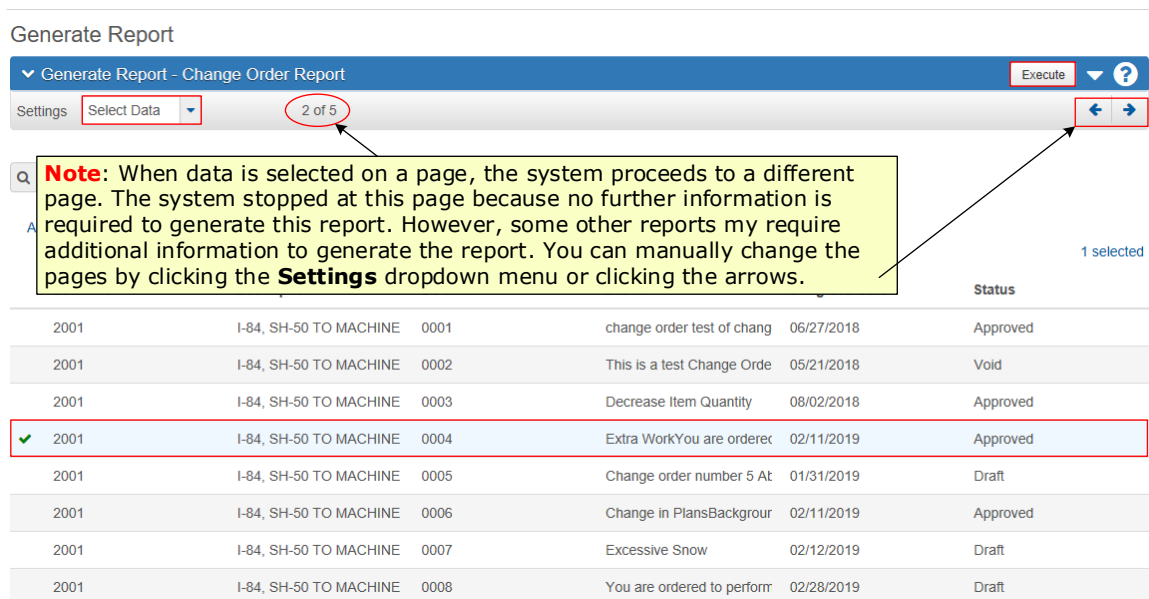 Generate Report
Generate Report - Change Order Report Execute ?
Settings Select Data 2 of 5
Note: When data is selected on a page, the system proceeds to a different
page. The system stopped at this page because no further information is
required to generate this report. However, some other reports my require
additional information to generate the report. You can manually change the
pages by clicking the Settings dropdown menu or clicking the arrows.
1 selected
Status
2001 I-84, SH-50 TO MACHINE 0001 change order test of chang 06/27/2018 Approved
2001 I-84, SH-50 TO MACHINE 0002 This is a test Change Orde 05/21/2018 Void
2001 I-84, SH-50 TO MACHINE 0003 Decrease Item Quantity 08/02/2018 Approved
2001 I-84, SH-50 TO MACHINE 0004 Extra WorkYou are ordered 02/11/2019 Approved
2001 I-84, SH-50 TO MACHINE 0005 Change order number 5 At 01/31/2019 Draft
2001 I-84, SH-50 TO MACHINE 0006 Change in PlansBackgrour 02/11/2019 Approved
2001 I-84, SH-50 TO MACHINE 0007 Excessive Snow 02/12/2019 Draft
2001 I-84, SH-50 TO MACHINE 0008 You are ordered to perform 02/28/2019 Draft